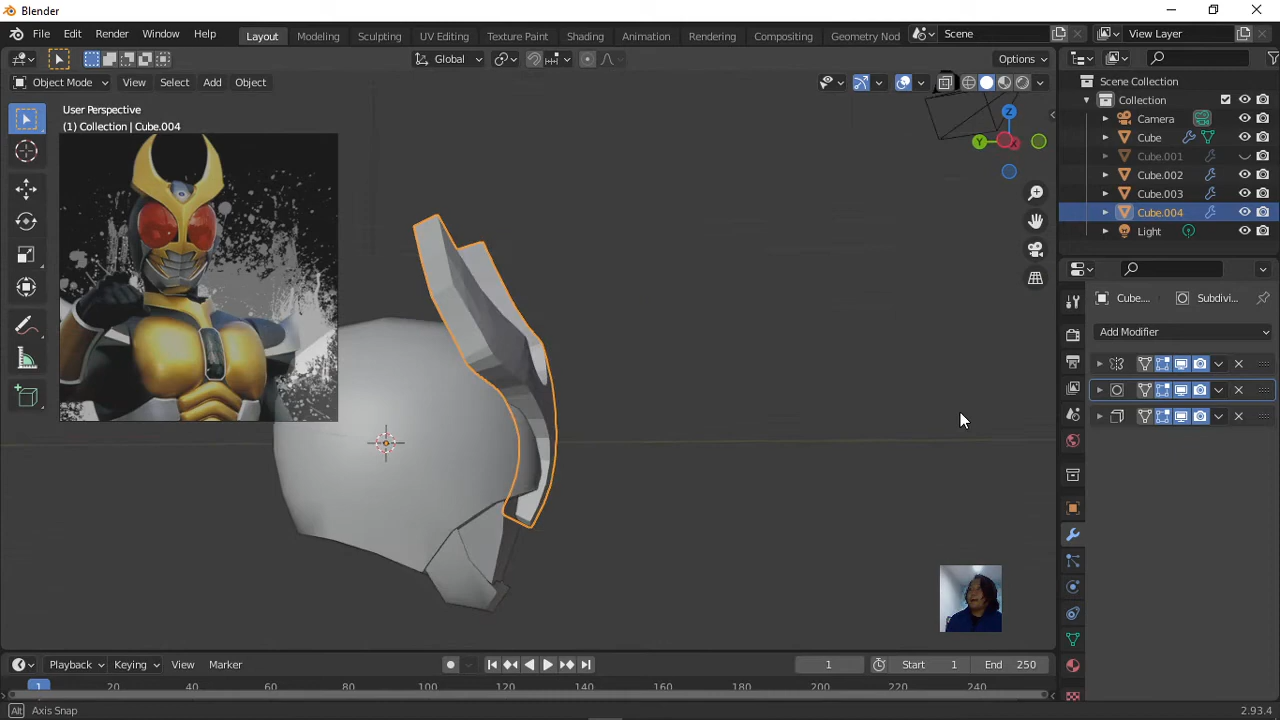 Blender
File Edit Render Window Help
Layout Modeling Sculpting UV Editing Texture Paint Shading Animation Rendering Compositing Geometry Nod
Scene
View Layer
Global
Options
Object Mode View Select Add Object
User Perspective
(1) Collection | Cube.004
Z
Y
X
Scene Collection
Collection
Camera
Cube
Cube.001
Cube.002
Cube.003
Cube.004
Light
Cube... Subdivi...
Add Modifier
Playback Keying View Marker
1
Start 1
End 250
1 20 40 60 80 100 120 140 160 180 200 220 240
Alt Axis Snap
2.93.4